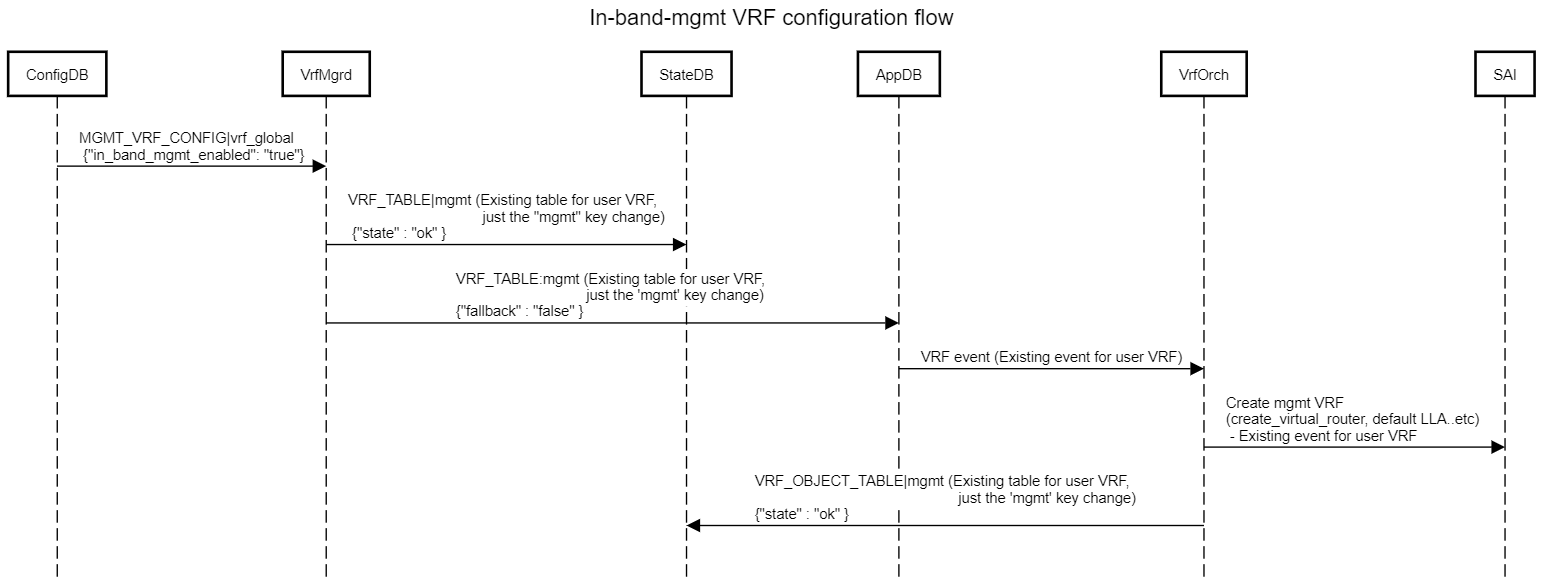 In-band-mgmt VRF configuration flow
ConfigDB
VrfMgrd
StateDB
AppDB
VrfOrch
SAI
MGMT_VRF_CONFIG|vrf_global
{"in_band_mgmt_enabled": "true"}
VRF_TABLE|mgmt (Existing table for user VRF,
just the "mgmt" key change)
{"state" : "ok" }
VRF_TABLE:mgmt (Existing table for user VRF,
just the 'mgmt' key change)
{"fallback" : "false" }
VRF event (Existing event for user VRF)
Create mgmt VRF
(create_virtual_router, default LLA..etc)
- Existing event for user VRF
VRF_OBJECT_TABLE|mgmt (Existing table for user VRF,
just the 'mgmt' key change)
{"state" : "ok" }